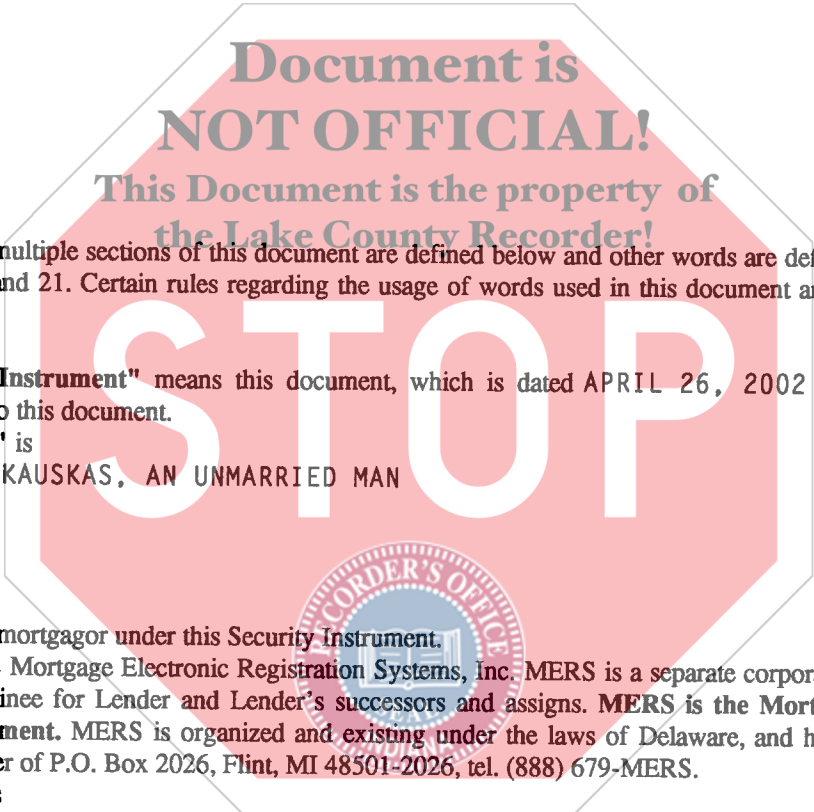 Document is
NOT OFFICIAL!
This Document is the property of
the Lake County Recorder!
multiple sections of this document are defined below and other words are def
nd 21. Certain rules regarding the usage of words used in this document a
STOP
Instrument" means this document, which is dated APRIL 26, 2002
o this document.
" is
KAUSKAS, AN UNMARRIED MAN
RECORDER'S OFFICE
mortgagor under this Security Instrument.
Mortgage Electronic Registration Systems, Inc. MERS is a separate corpor
inee for Lender and Lender's successors and assigns. MERS is the Mort
ment. MERS is organized and existing under the laws of Delaware, and h
er of P.O. Box 2026, Flint, MI 48501-2026, tel. (888) 679-MERS.
INDIANA